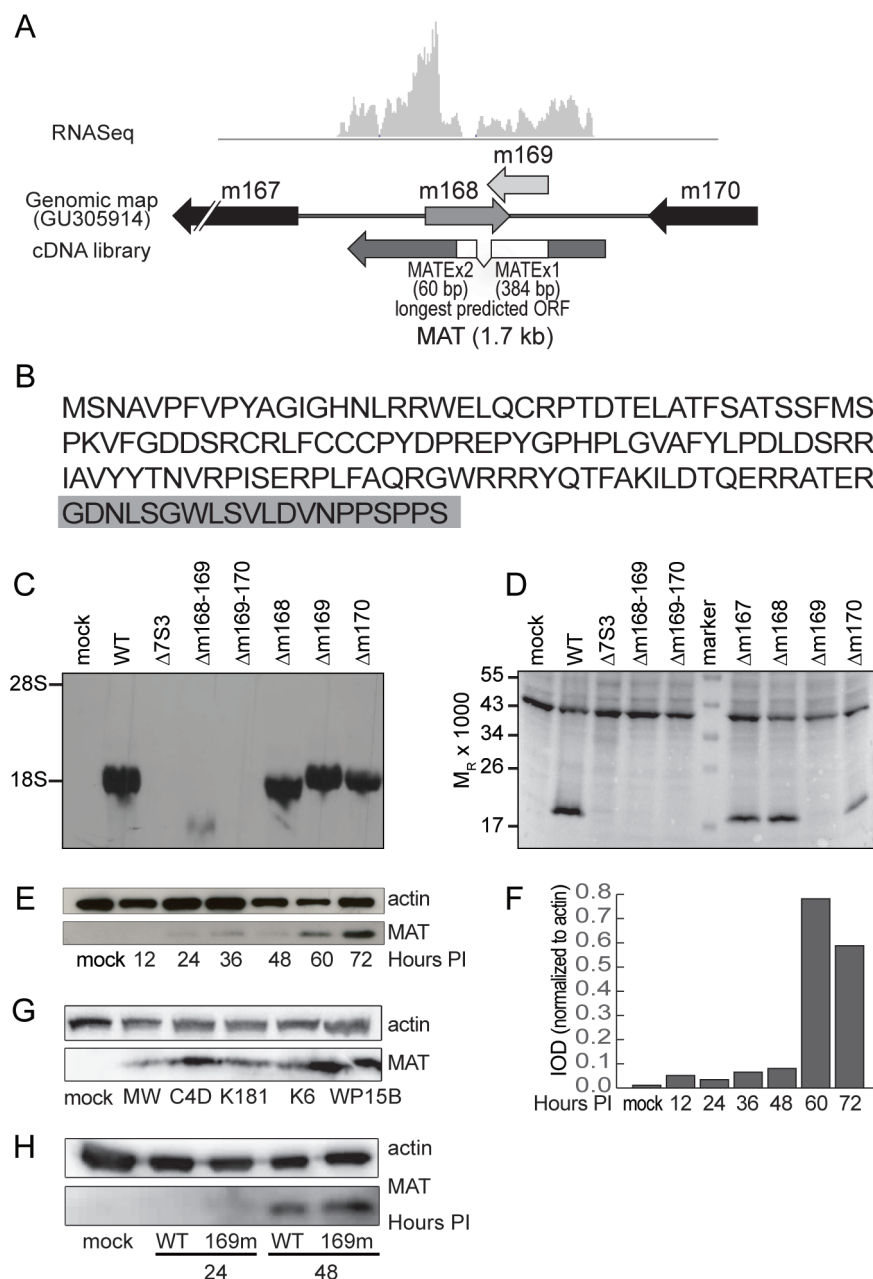 A
RNASeq
m169
m167
m168
m170
Genomic map
(GU305914)
cDNA library
MATEx2
(60 bp)
MATEx1
(384 bp)
longest predicted ORF
MAT (1.7 kb)
B
MSNAVPFVPYAGIGHNLRRWELQCRPTDTELATFSATSSFMS
PKVFGDDSRCRLFCCCPYDPREPYGPHPLGVAFYLPDLDSRR
IAVYYTNVRPISERPLFAQRGWRRRYQTFAKILDTQERRATER
GDNLSGWLSVLDVNPPSPPS
C
mock
WT
Δ7S3
Δm168-169
Δm169-170
Δm168
Δm169
Δm170
28S
18S
D
mock
WT
Δ7S3
Δm168-169
Δm169-170
marker
Δm167
Δm168
Δm169
Δm170
MR x 1000
55
43
34
26
17
E
actin
MAT
mock 12 24 36 48 60 72 Hours PI
F
IOD (normalized to actin)
0.8
0.7
0.6
0.5
0.4
0.3
0.2
0.1
0.0
Hours PI mock 12 24 36 48 60 72
G
actin
MAT
mock MW C4D K181 K6 WP15B
H
actin
MAT
Hours PI
mock WT 169m WT 169m
24 48